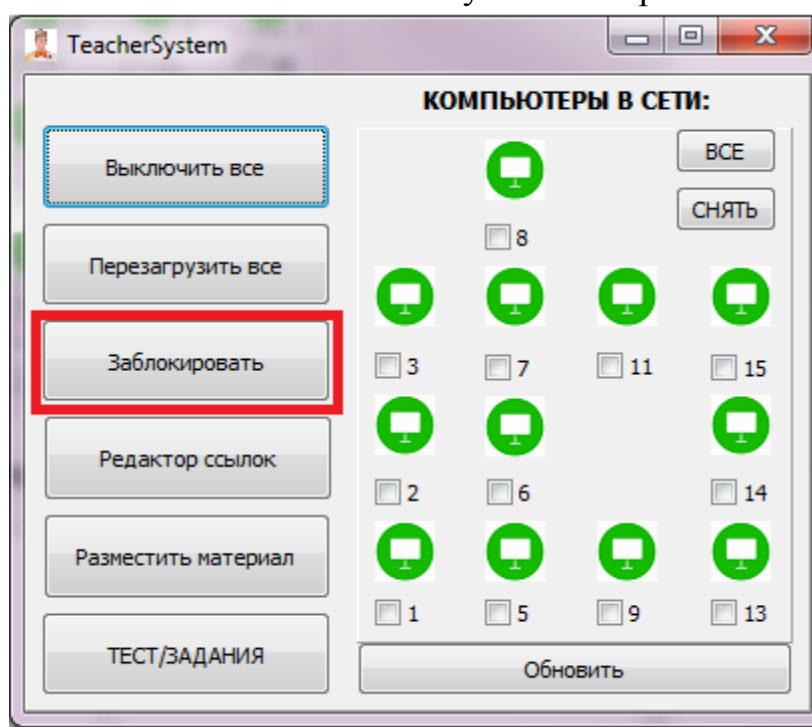 TeacherSystem
КОМПЬЮТЕРЫ В СЕТИ:
Выключить все
Перезагрузить все
Заблокировать
Редактор ссылок
Разместить материал
ТЕСТ/ЗАДАНИЯ
ВСЕ
СНЯТЬ
8
3 7 11 15
2 6 14
1 5 9 13
Обновить